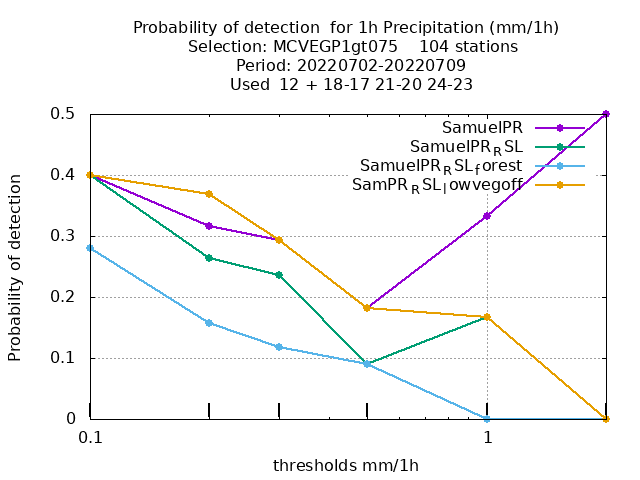 Probability of detection  for 1h Precipitation (mm/1h)
Selection: MCVEGP1gt075    104 stations
Period: 20220702-20220709
Used  12 + 18-17 21-20 24-23
SamuelPR
SamuelPR_RSL
SamuelPR_RSL_forest
SamPR_RSL_lowvegoff
Probability of detection
0.5
0.4
0.3
0.2
0.1
0
0.1
1
thresholds mm/1h